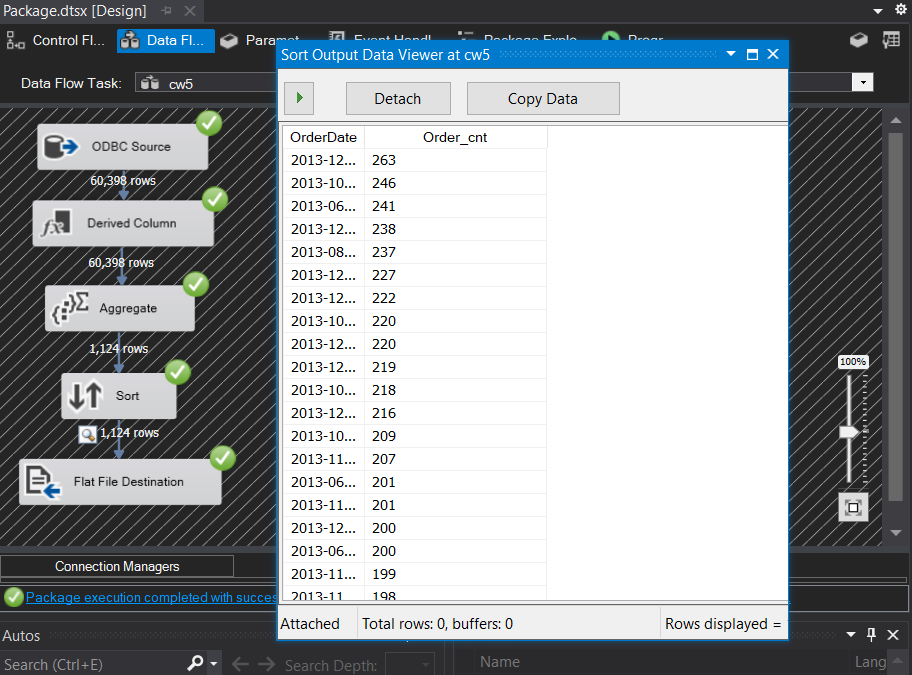 Package.dtsx [Design]
Control Fl...
Data Fl...
Paramet
Event Handl
Package Explo
Progr
Data Flow Task:
cw5
ODBC Source
60,398 rows
Derived Column
60,398 rows
Aggregate
1,124 rows
Sort
1,124 rows
Flat File Destination
Sort Output Data Viewer at cw5
Detach
Copy Data
OrderDate Order_cnt
2013-12... 263
2013-10... 246
2013-06... 241
2013-12... 238
2013-08... 237
2013-12... 227
2013-12... 222
2013-10... 220
2013-12... 220
2013-12... 219
2013-10... 218
2013-12... 216
2013-10... 209
2013-11... 207
2013-06... 201
2013-11... 201
2013-12... 200
2013-06... 200
2013-11... 199
2013-11... 198
Attached
Total rows: 0, buffers: 0
Rows displayed =
100%
Connection Managers
Package execution completed with succes
Autos
Search (Ctrl+E)
Search Depth:
Name
Lang